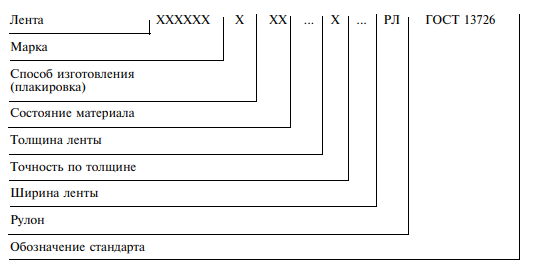 Лента XXXXXX X XX ... X ... РЛ ГОСТ 13726
Марка
Способ изготовления
(плакировка)
Состояние материала
Толщина ленты
Точность по толщине
Ширина ленты
Рулон
Обозначение стандарта